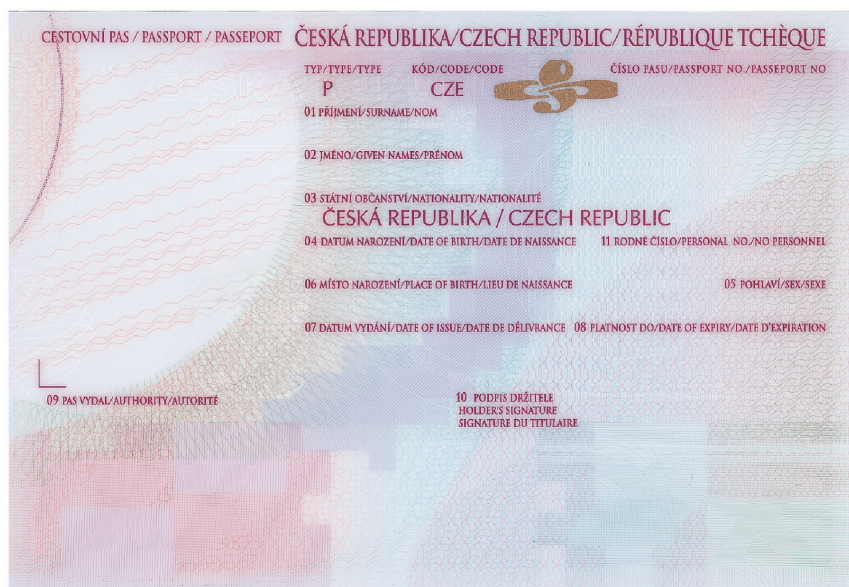 CESTOVNÍ PAS / PASSPORT / PASSEPORT ČESKÁ REPUBLIKA/CZECH REPUBLIC/RÉPUBLIQUE TCHÈQUE
TYP/TYPE/TYPE KÓD/CODE/CODE ČÍSLO PASU/PASSPORT NO./PASSEPORT NO
P CZE
01 PŘÍJMENÍ/SURNAME/NOM
02 JMÉNO/GIVEN NAMES/PRÉNOM
03 STÁTNÍ OBČANSTVÍ/NATIONALITY/NATIONALITÉ
ČESKÁ REPUBLIKA / CZECH REPUBLIC
04 DATUM NAROZENÍ/DATE OF BIRTH/DATE DE NAISSANCE 11 RODNÉ ČÍSLO/PERSONAL NO./NO PERSONNEL
06 MÍSTO NAROZENÍ/PLACE OF BIRTH/LIEU DE NAISSANCE 05 POHLAVÍ/SEX/SEXE
07 DATUM VYDÁNÍ/DATE OF ISSUE/DATE DE DÉLIVRANCE 08 PLATNOST DO/DATE OF EXPIRY/DATE D'EXPIRATION
09 PAS VYDAL/AUTHORITY/AUTORITÉ
10 PODPIS DRŽITELE
HOLDER'S SIGNATURE
SIGNATURE DU TITULAIRE